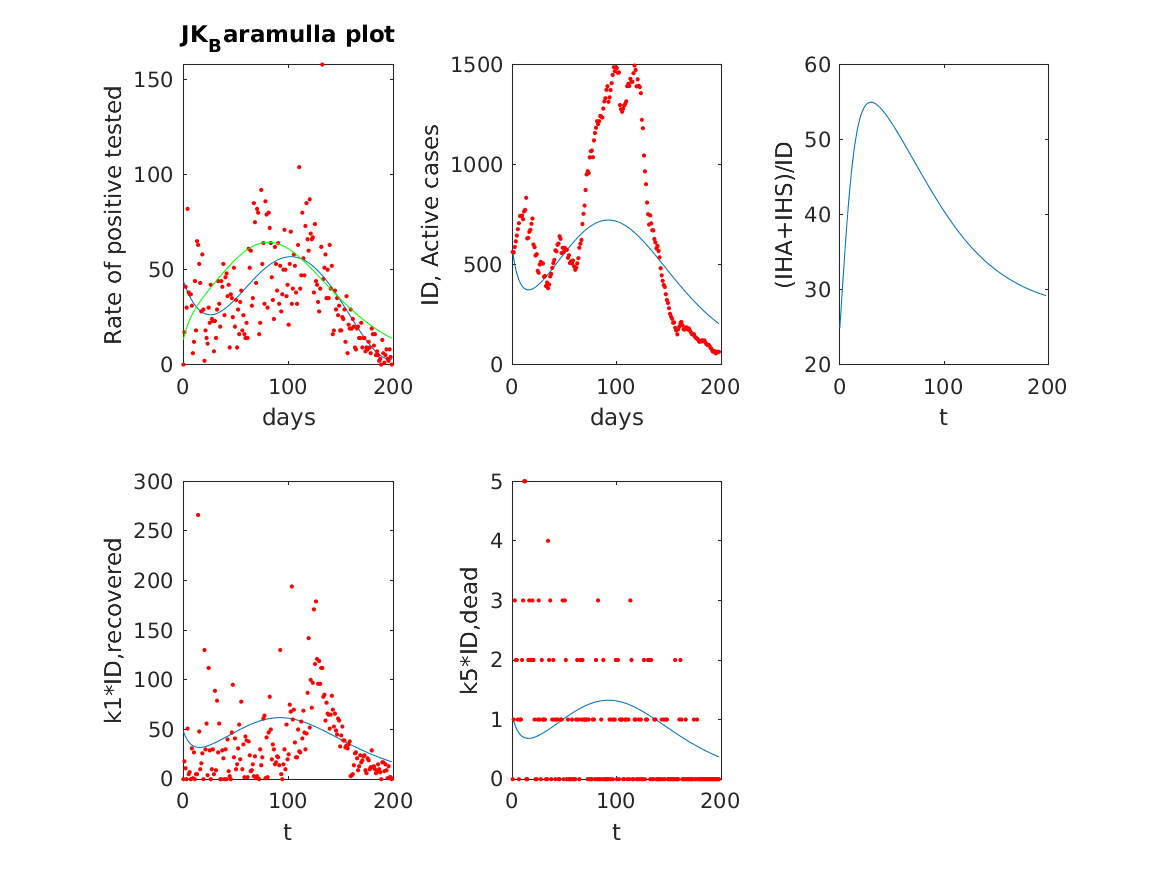 JK_Baramulla plot
Rate of positive tested
150
100
50
0
0 100 200
days
ID, Active cases
1500
1000
500
0
0 100 200
days
(IHA+IHS)/ID
60
50
40
30
20
0 100 200
t
k1*ID,recovered
300
250
200
150
100
50
0
0 100 200
t
k5*ID,dead
5
4
3
2
1
0
0 100 200
t